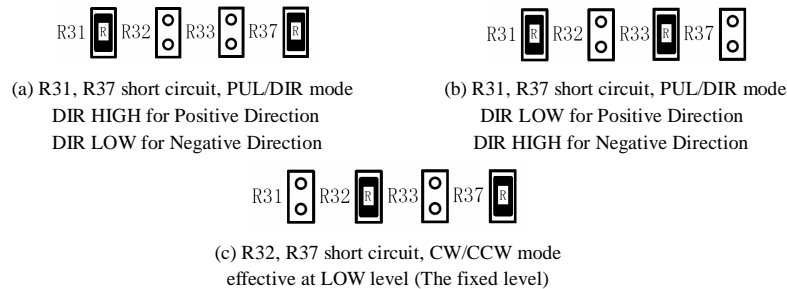 R31 R R32 R33 R37 R
R31 R R32 R33 R R37
(a) R31, R37 short circuit, PUL/DIR mode
(b) R31, R37 short circuit, PUL/DIR mode
DIR HIGH for Positive Direction
DIR LOW for Positive Direction
DIR LOW for Negative Direction
DIR HIGH for Negative Direction
R31 R32 R R33 R37 R
(c) R32, R37 short circuit, CW/CCW mode
effective at LOW level (The fixed level)